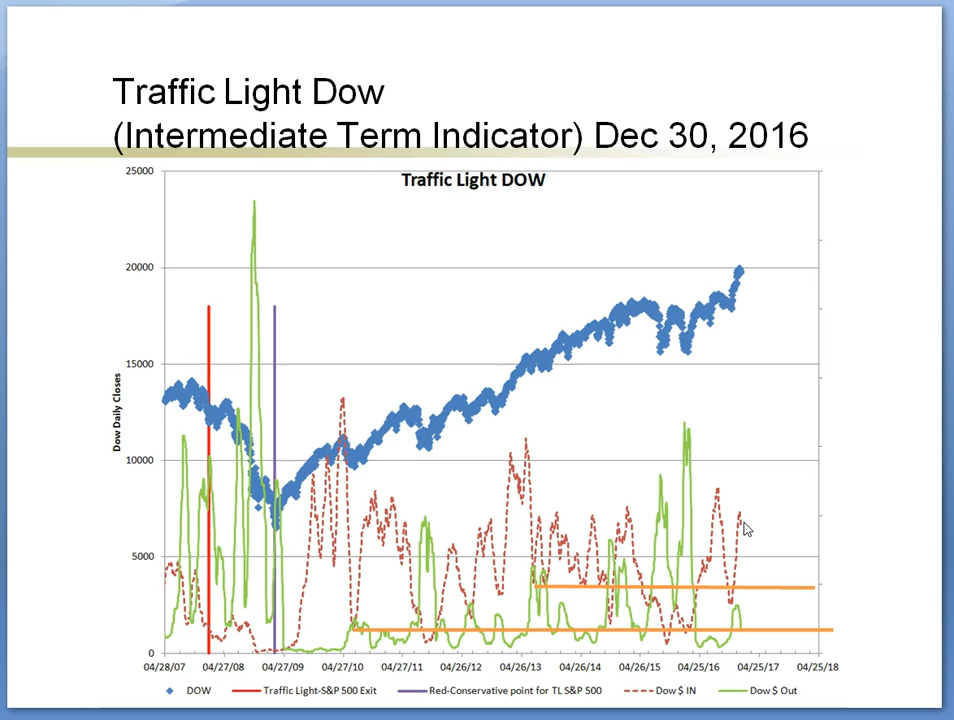 Traffic Light Dow
(Intermediate Term Indicator) Dec 30, 2016
Traffic Light DOW
25000
20000
15000
10000
5000
0
Dow Daily Closes
04/28/07 04/27/08 04/27/09 04/27/10 04/27/11 04/26/12 04/26/13 04/26/14 04/26/15 04/25/16 04/25/17 04/25/18
DOW Traffic Light-S&P 500 Exit Red-Conservative point for TL S&P 500 Dow $ IN Dow $ Out